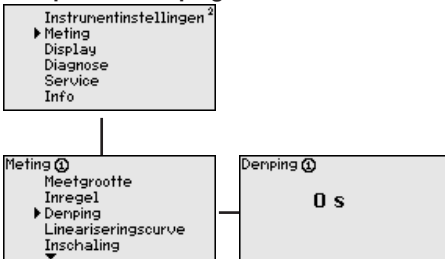 Instrumentinstellingen 2
Meting
Display
Diagnose
Service
Info
Meting ①
Meetgrootte
Inregel
Demping
Lineariseringscurve
Inschaling
Demping ①
0 s